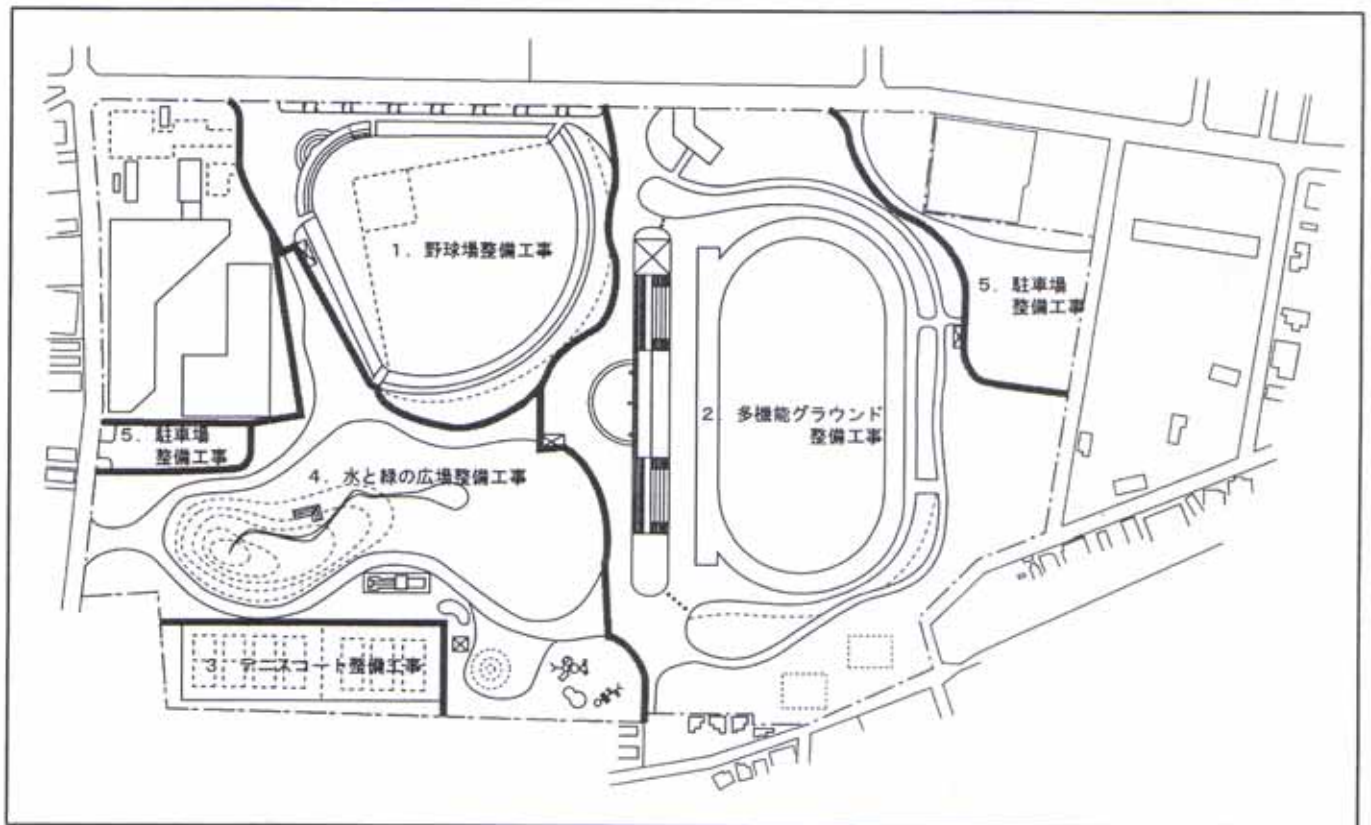 1. 野球場整備工事
5. 駐車場
整備工事
2. 多機能グラウンド
整備工事
5. 駐車場
整備工事
4. 水と緑の広場整備工事
3. テニスコート整備工事